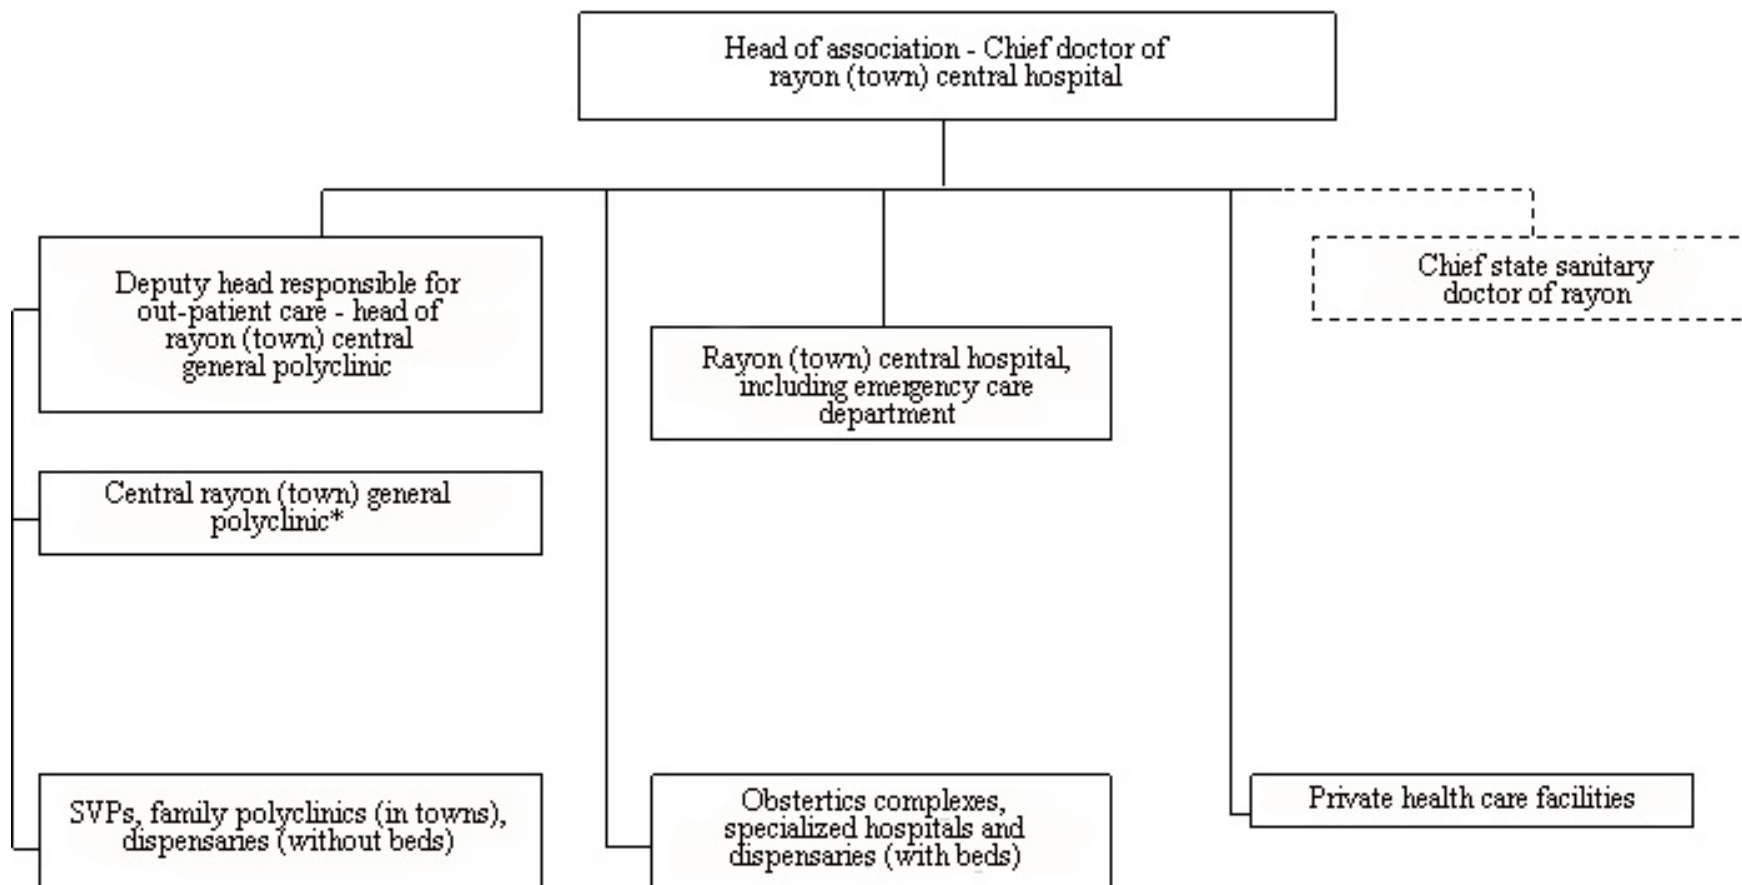 Head of association - Chief doctor of
rayon (town) central hospital
Deputy head responsible for
out-patient care - head of
rayon (town) central
general polyclinic
Chief state sanitary
doctor of rayon
Rayon (town) central hospital,
including emergency care
department
Central rayon (town) general
polyclinic*
SVPs, family polyclinics (in towns),
dispensaries (without beds)
Obstertics complexes,
specialized hospitals and
dispensaries (with beds)
Private health care facilities